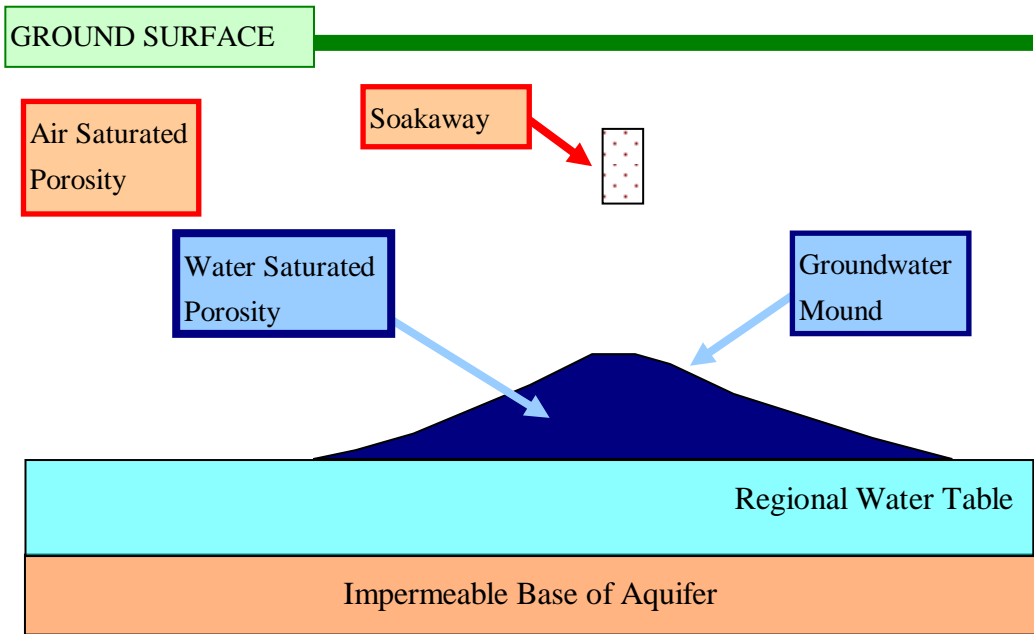 GROUND SURFACE
Air Saturated
Porosity
Soakaway
Water Saturated
Porosity
Groundwater
Mound
Regional Water Table
Impermeable Base of Aquifer